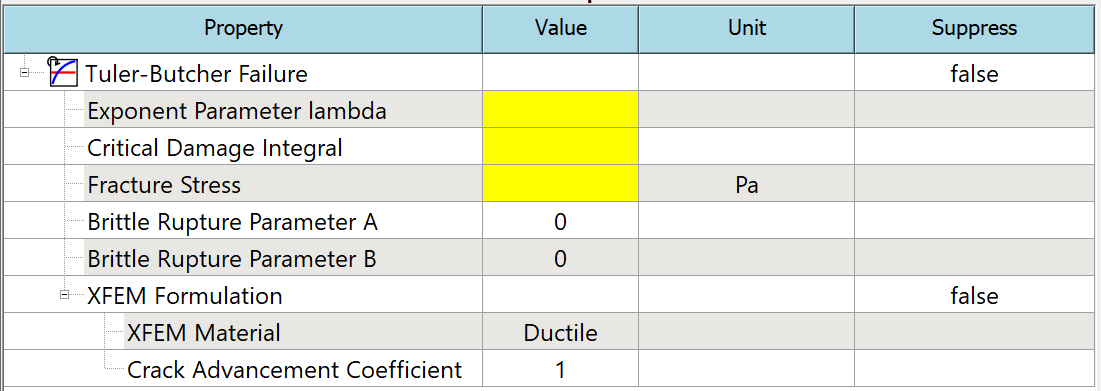 Property Value Unit Suppress
Tuler-Butcher Failure false
Exponent Parameter lambda
Critical Damage Integral
Fracture Stress Pa
Brittle Rupture Parameter A 0
Brittle Rupture Parameter B 0
XFEM Formulation false
XFEM Material Ductile
Crack Advancement Coefficient 1